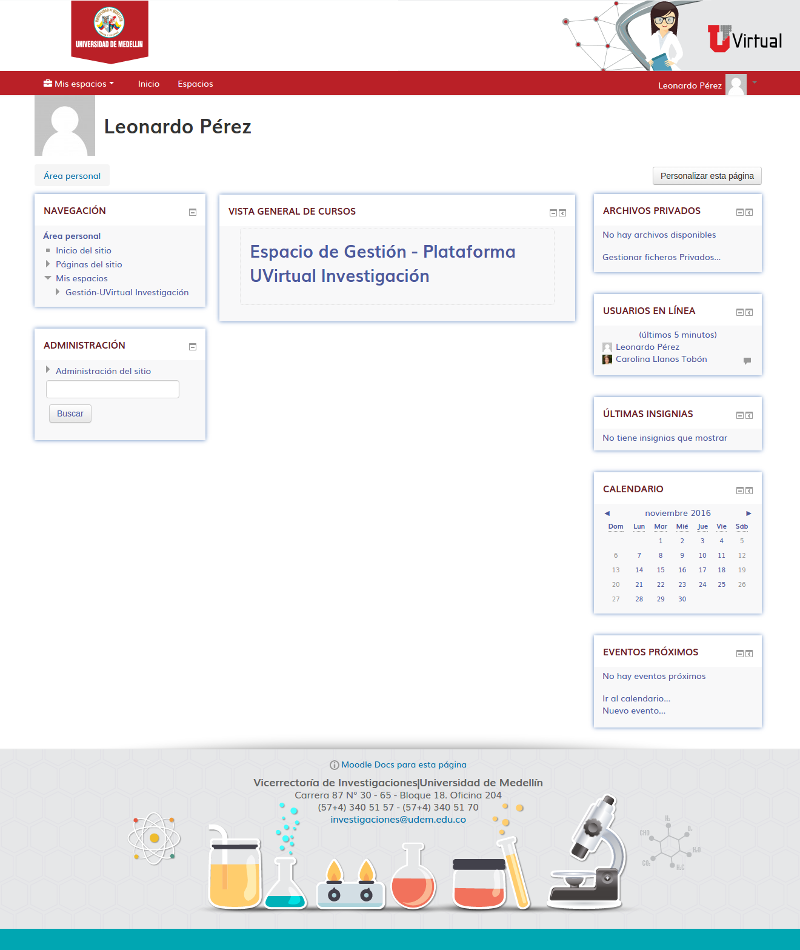 UNIVERSIDAD DE MEDELLIN
UVirtual
Mis espacios
Inicio
Espacios
Leonardo Pérez
Leonardo Pérez
Área personal
Personalizar esta página
NAVEGACIÓN
Área personal
Inicio del sitio
Páginas del sitio
Mis espacios
Gestión-UVirtual Investigación
ADMINISTRACIÓN
Administración del sitio
Buscar
VISTA GENERAL DE CURSOS
Espacio de Gestión - Plataforma
UVirtual Investigación
ARCHIVOS PRIVADOS
No hay archivos disponibles
Gestionar ficheros Privados...
USUARIOS EN LÍNEA
(últimos 5 minutos)
Leonardo Pérez
Carolina Llanos Tobón
ÚLTIMAS INSIGNIAS
No tiene insignias que mostrar
CALENDARIO
◄ noviembre 2016 ►
Dom Lun Mar Mié Jue Vie Sáb
1 2 3 4 5
6 7 8 9 10 11 12
13 14 15 16 17 18 19
20 21 22 23 24 25 26
27 28 29 30
EVENTOS PRÓXIMOS
No hay eventos próximos
Ir al calendario...
Nuevo evento...
Moodle Docs para esta página
Vicerrectoría de Investigaciones|Universidad de Medellín
Carrera 87 N° 30 - 65 - Bloque 18, Oficina 204
(57+4) 340 51 57 - (57+4) 340 51 70
investigaciones@udem.edu.co